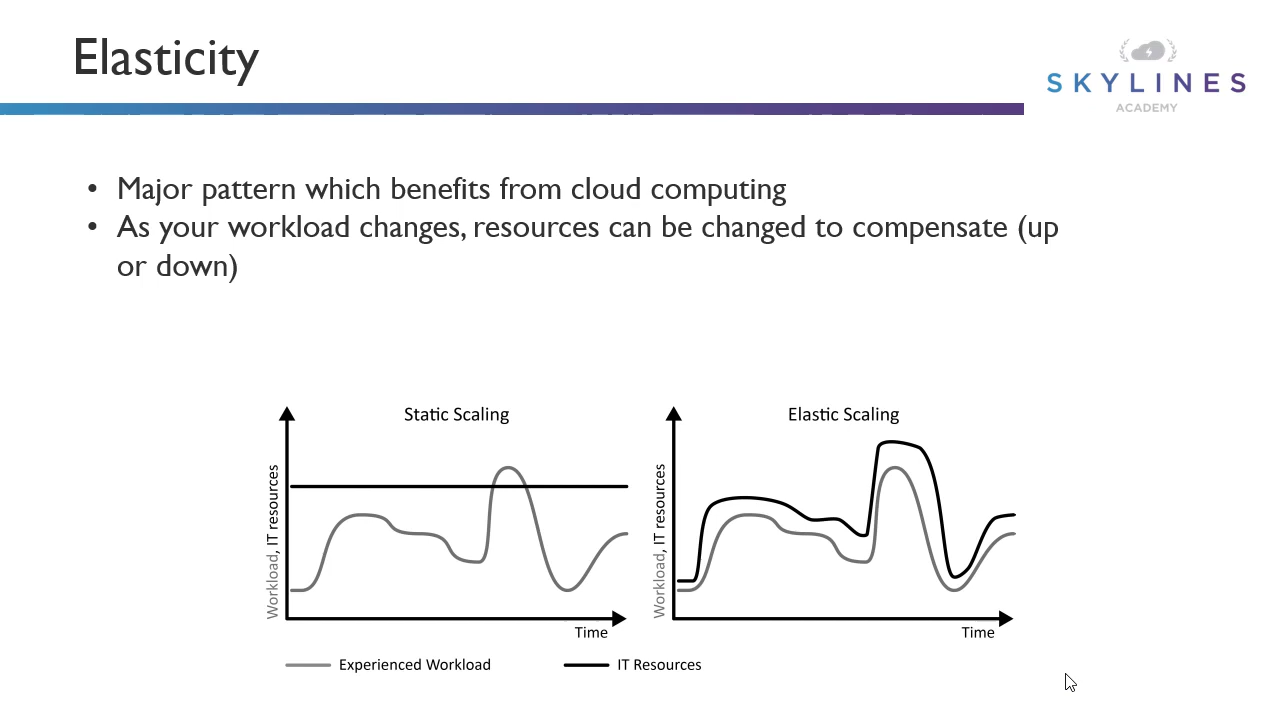 Elasticity
SKYLINES
ACADEMY
• Major pattern which benefits from cloud computing
• As your workload changes, resources can be changed to compensate (up
or down)
Static Scaling
Workload, IT resources
Time
Elastic Scaling
Workload, IT resources
Time
Experienced Workload
IT Resources